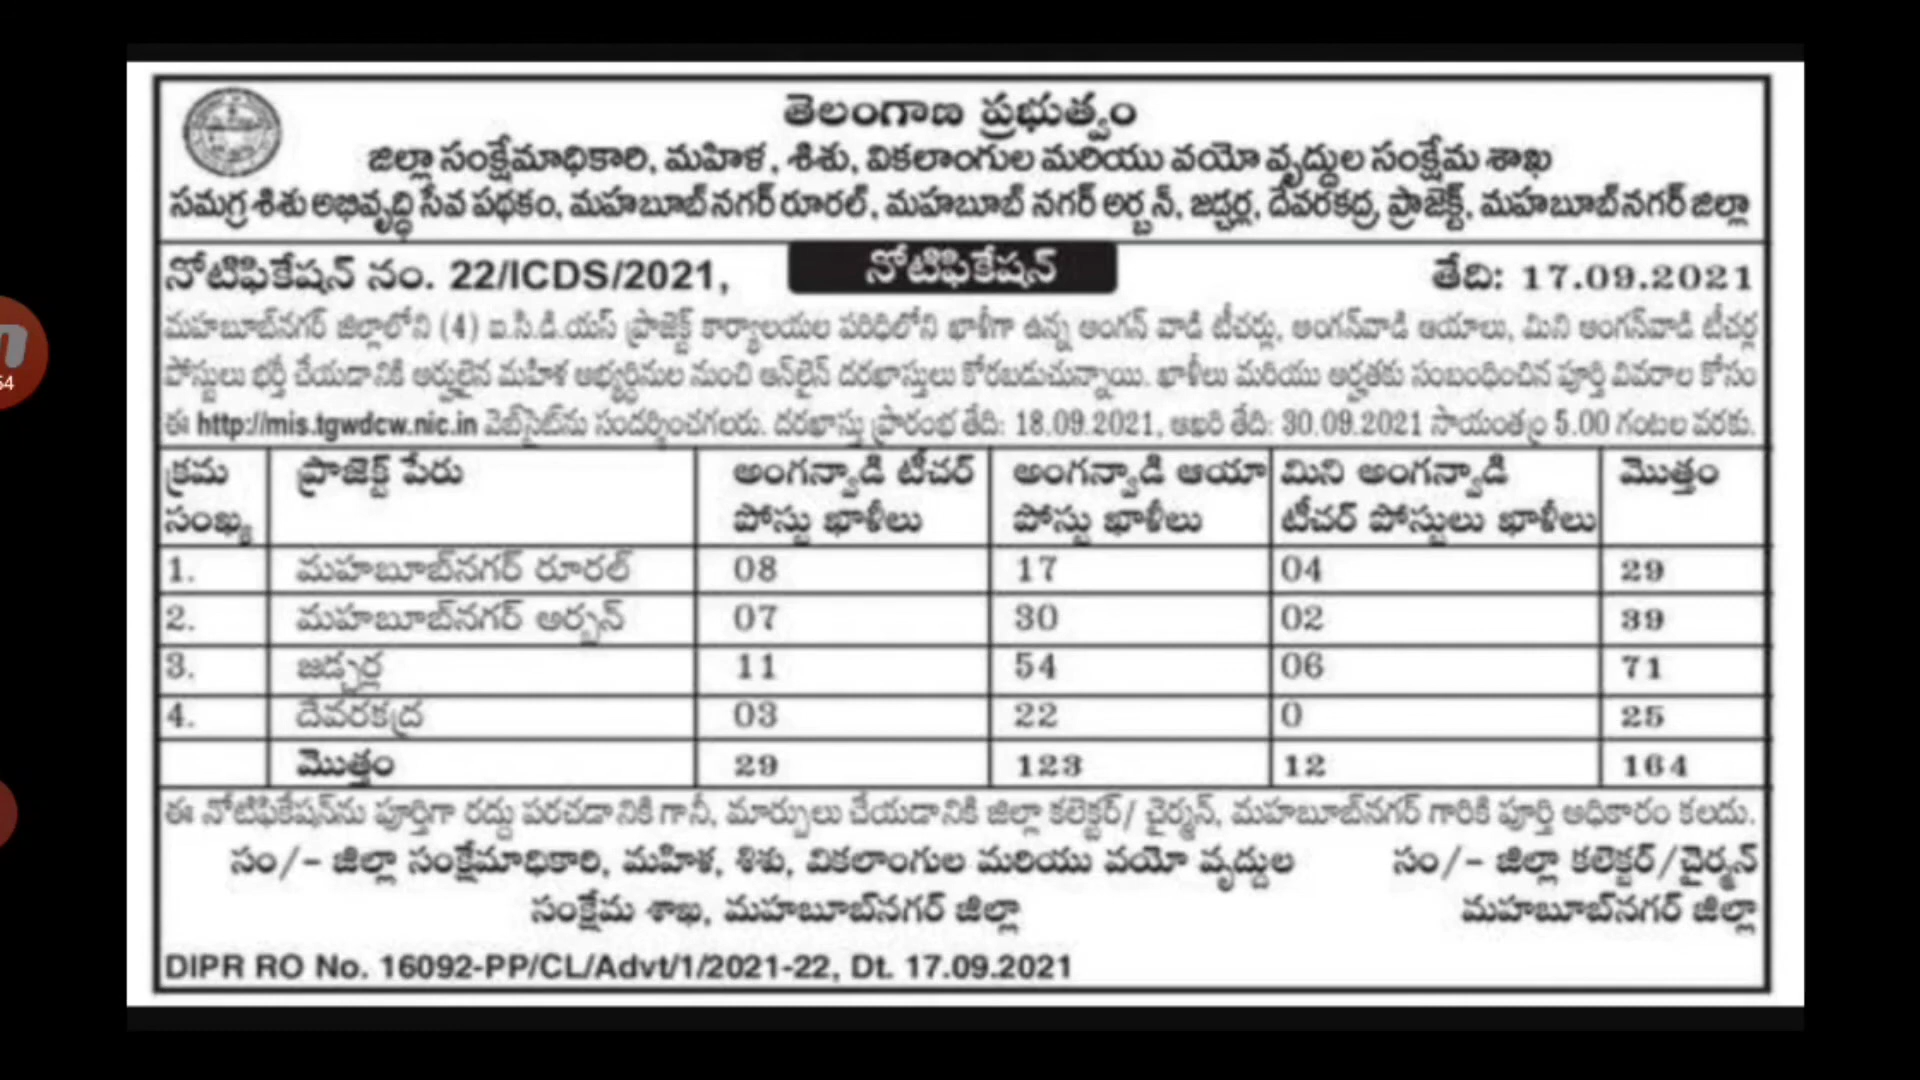 తెలంగాణ ప్రభుత్వం
జిల్లా సంక్షేమాధికారి, మహిళ, శిశు, వికలాంగుల మరియు వయో వృద్ధుల సంక్షేమ శాఖ
సమగ్ర శిశు అభివృద్ధి సేవ పథకం, మహబూబ్‌నగర్ రూరల్, మహబూబ్ నగర్ అర్బన్, జడ్చర్ల, దేవరకద్ర ప్రాజెక్ట్, మహబూబ్‌నగర్ జిల్లా
నోటిఫికేషన్ నం. 22/ICDS/2021, నోటిఫికేషన్ తేది: 17.09.2021
మహబూబ్‌నగర్ జిల్లాలోని (4) ఐ.సి.డి.యస్ ప్రాజెక్ట్ కార్యాలయల పరిధిలోని ఖాళీగా ఉన్న అంగన్ వాడి టీచర్లు, అంగన్‌వాడి ఆయాలు, మిని అంగన్‌వాడి టీచర్ల
పోస్టులు భర్తీ చేయడానికి అర్హులైన మహిళ అభ్యర్థినుల నుంచి ఆన్‌లైన్ దరఖాస్తులు కోరబడుచున్నాయి. ఖాళీలు మరియు అర్హతకు సంబంధించిన పూర్తి వివరాల కోసం
ఈ http://mis.tgwdcw.nic.in వెబ్‌సైట్‌ను సందర్శించగలరు. దరఖాస్తు ప్రారంభ తేది: 18.09.2021, ఆఖరి తేది: 30.09.2021 సాయంత్రం 5.00 గంటల వరకు.
క్రమ సంఖ్య ప్రాజెక్ట్ పేరు అంగన్వాడి టీచర్ పోస్టు ఖాళీలు అంగన్వాడి ఆయా పోస్టు ఖాళీలు మిని అంగన్వాడి టీచర్ పోస్టులు ఖాళీలు మొత్తం
1. మహబూబ్‌నగర్ రూరల్ 08 17 04 29
2. మహబూబ్‌నగర్ అర్బన్ 07 30 02 39
3. జడ్చర్ల 11 54 06 71
4. దేవరకద్ర 03 22 0 25
మొత్తం 29 123 12 164
ఈ నోటిఫికేషన్‌ను పూర్తిగా రద్దు పరచడానికి గానీ, మార్పులు చేయడానికి జిల్లా కలెక్టర్/ చైర్మన్, మహబూబ్‌నగర్ గారికి పూర్తి అధికారం కలదు.
సం/- జిల్లా సంక్షేమాధికారి, మహిళ, శిశు, వికలాంగుల మరియు వయో వృద్ధుల సం/- జిల్లా కలెక్టర్/చైర్మన్
సంక్షేమ శాఖ, మహబూబ్‌నగర్ జిల్లా మహబూబ్‌నగర్ జిల్లా
DIPR RO No. 16092-PP/CL/Advt/1/2021-22, Dt. 17.09.2021